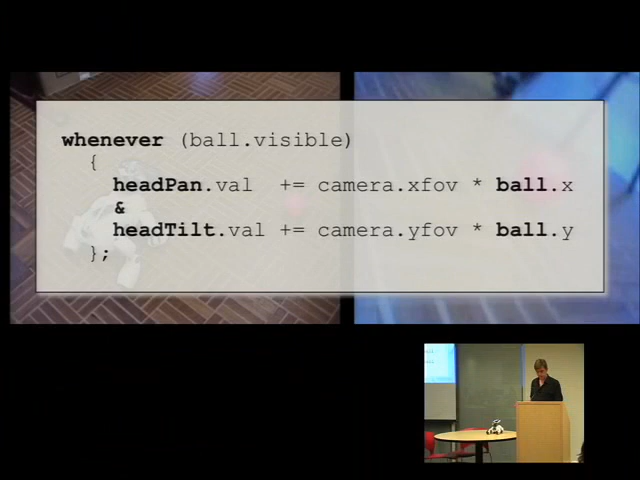 whenever (ball.visible)
{
headPan.val += camera.xfov * ball.x
&
headTilt.val += camera.yfov * ball.y
};